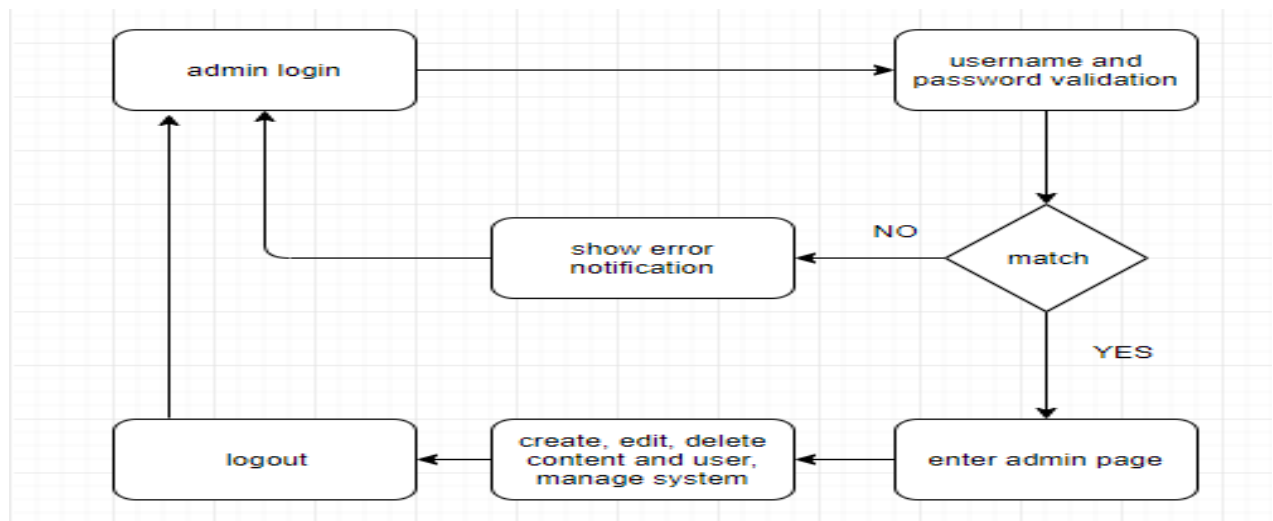 admin login
username and
password validation
NO
show error
notification
match
YES
logout
create, edit, delete
content and user,
manage system
enter admin page